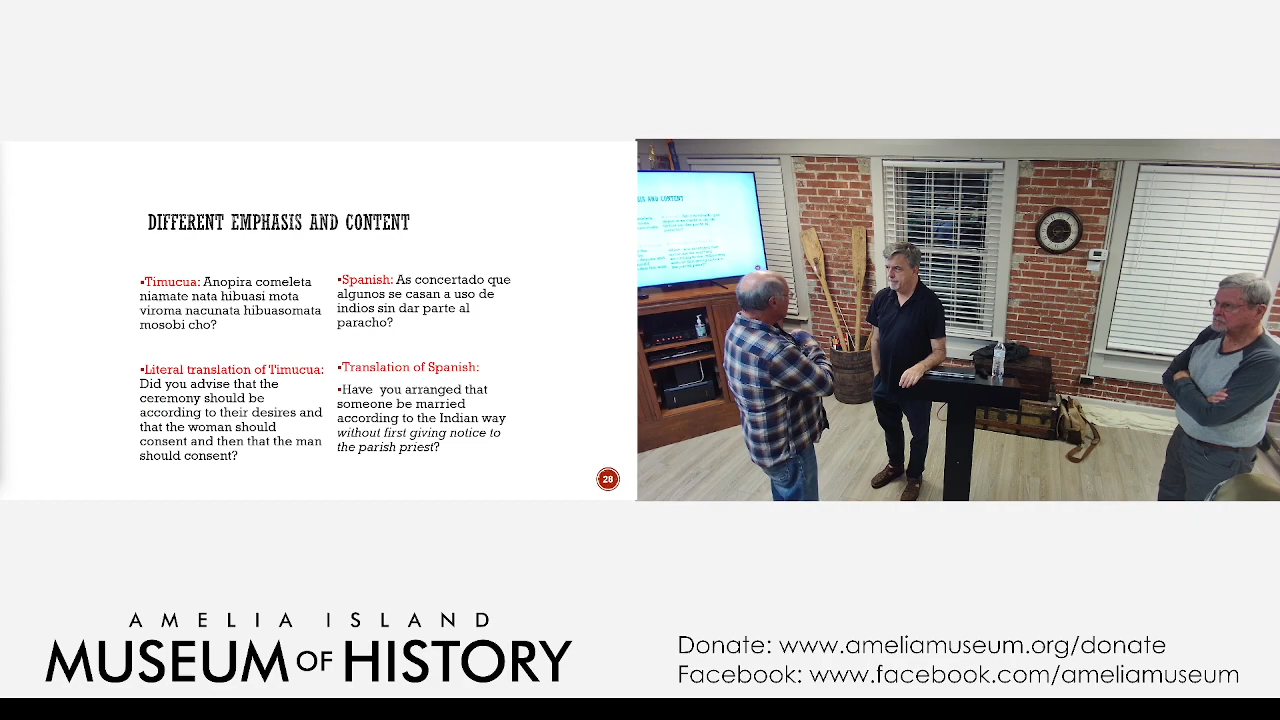 DIFFERENT EMPHASIS AND CONTENT
▪Timucua: Anopira comeleta
niamate nata hibuasi mota
viroma nacunata hibuasomata
mosobi cho?
▪Literal translation of Timucua:
Did you advise that the
ceremony should be
according to their desires and
that the woman should
consent and then that the man
should consent?
▪Spanish: As concertado que
algunos se casan a uso de
indios sin dar parte al
paracho?
▪Translation of Spanish:
▪Have you arranged that
someone be married
according to the Indian way
without first giving notice to
the parish priest?
28
AMELIA ISLAND
MUSEUM OF HISTORY
Donate: www.ameliamuseum.org/donate
Facebook: www.facebook.com/ameliamuseum